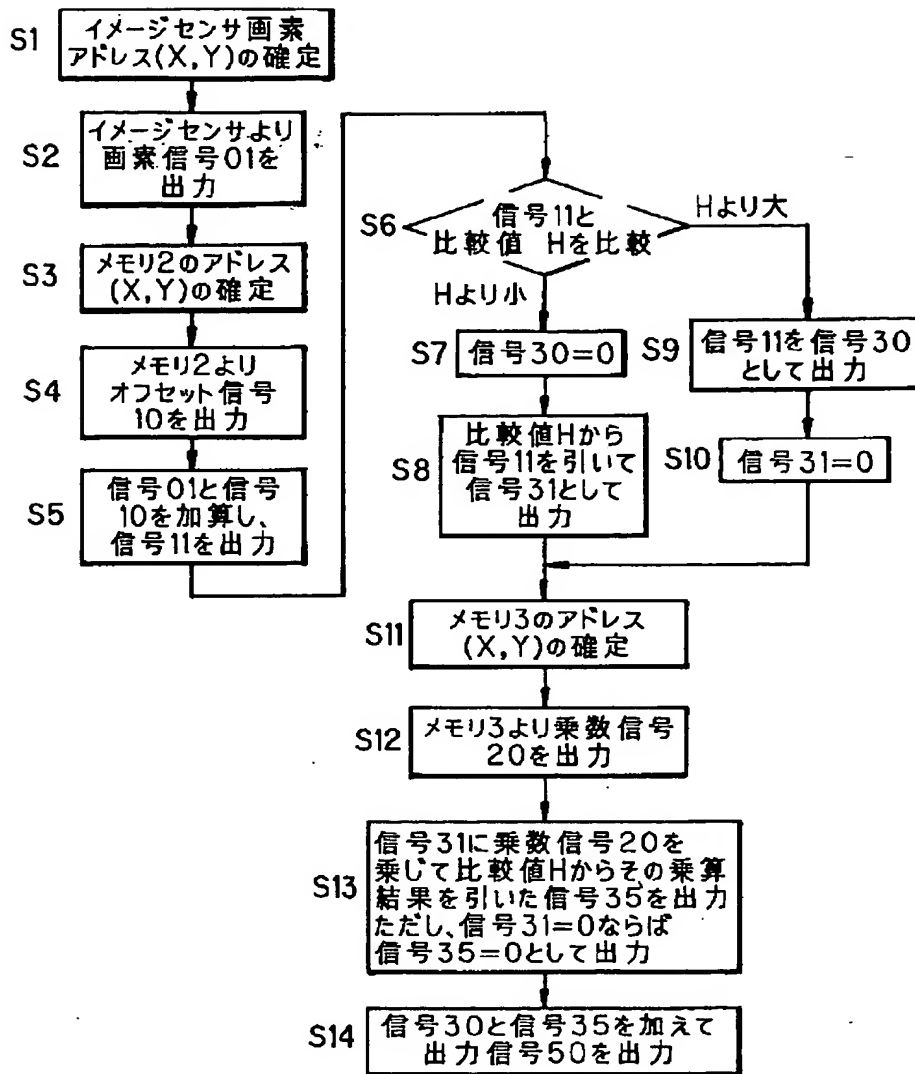 S1
イメージセンサ画素
アドレス(X,Y)の確定
S2
イメージセンサより
画素信号01を
出力
S3
メモリ2のアドレス
(X,Y)の確定
S4
メモリ2より
オフセット信号
10を出力
S5
信号01と信号
10を加算し、
信号11を出力
S6
信号11と
比較値 Hを比較
Hより大
Hより小
S7
信号30=0
S8
比較値Hから
信号11を引いて
信号31として
出力
S9
信号11を信号30
として出力
S10
信号31=0
S11
メモリ3のアドレス
(X,Y)の確定
S12
メモリ3より乗数信号
20を出力
S13
信号31に乗数信号20を
乗じて比較値Hからその乗算
結果を引いた信号35を出力
ただし、信号31=0ならば
信号35=0として出力
S14
信号30と信号35を加えて
出力信号50を出力